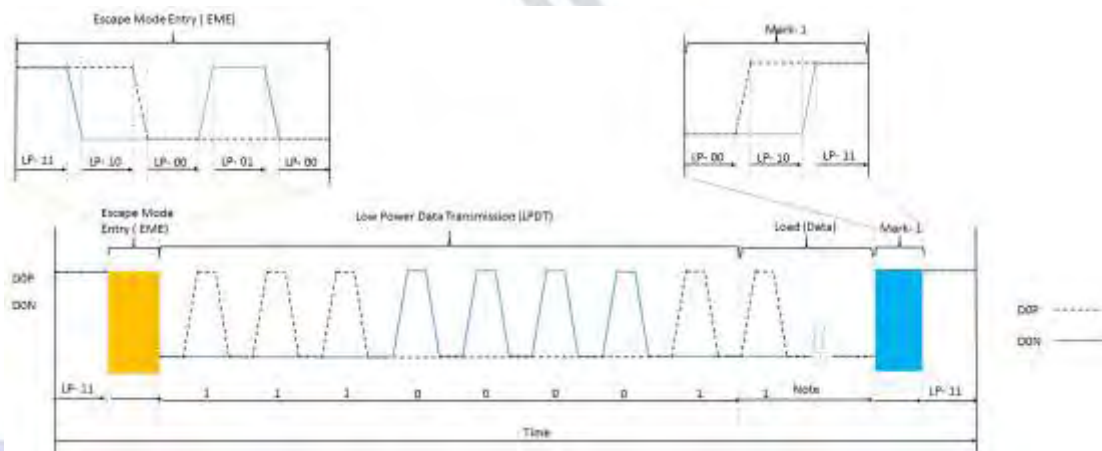 Escape Mode Entry ( EME)
Mark- 1
LP- 11 LP- 10 LP- 00 LP- 01 LP- 00
LP- 00 LP- 10 LP- 11
Escape Mode
Entry ( EME)
Low Power Data Transmission (LPDT)
Load (Data)
Mark- 1
D0P
D0N
D0P
D0N
LP- 11 1 1 1 0 0 0 0 1 1 Note LP- 11
Time